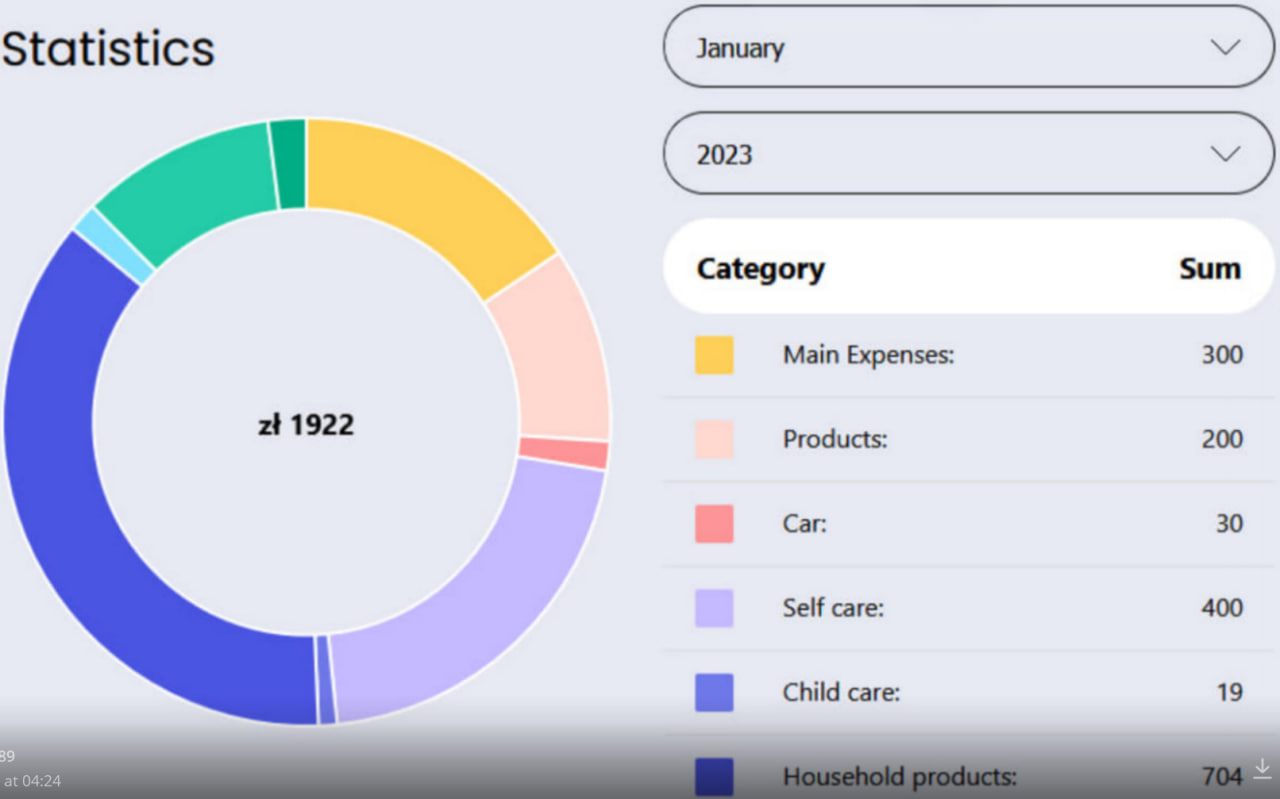 Statistics
January
2023
Category Sum
Main Expenses: 300
Products: 200
Car: 30
zł 1922
Self care: 400
Child care: 19
Household products: 704
89
at 04:24